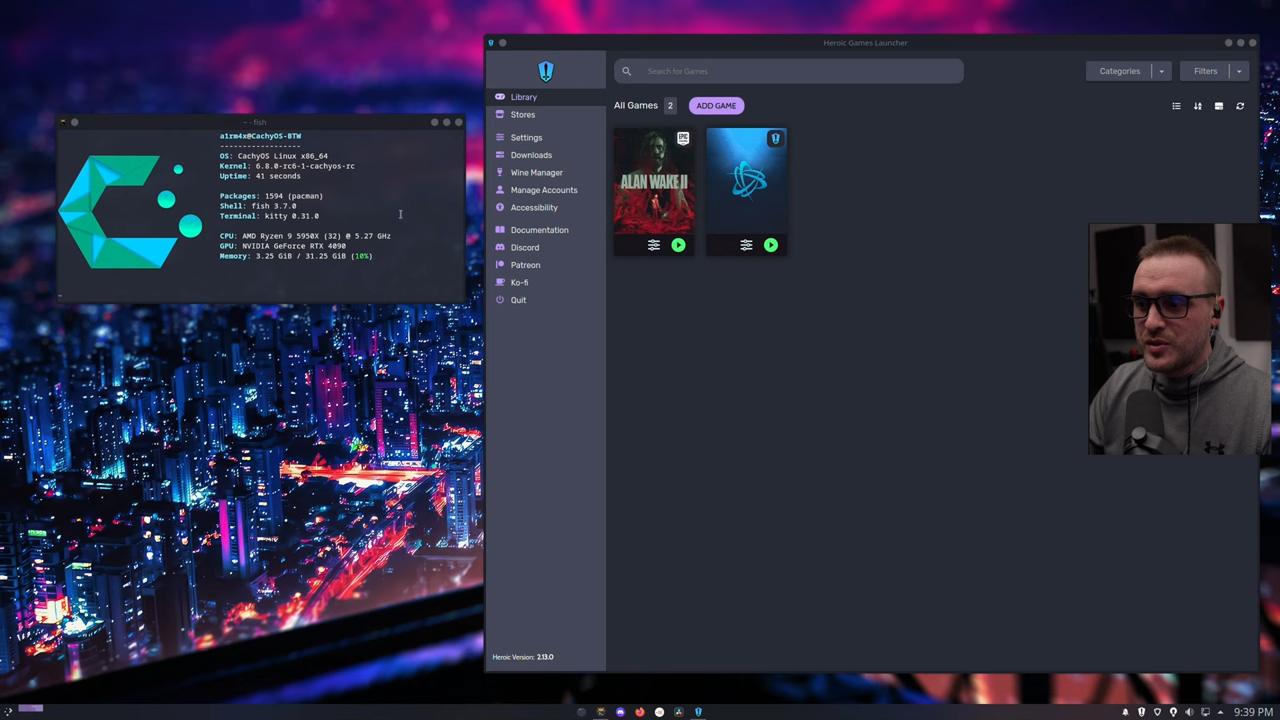 ~ - fish
a1rm4x@CachyOS-BTW
------------------
OS: CachyOS Linux x86_64
Kernel: 6.8.0-rc6-1-cachyos-rc
Uptime: 41 seconds
Packages: 1594 (pacman)
Shell: fish 3.7.0
Terminal: kitty 0.31.0
CPU: AMD Ryzen 9 5950X (32) @ 5.27 GHz
GPU: NVIDIA GeForce RTX 4090
Memory: 3.25 GiB / 31.25 GiB (10%)
Heroic Games Launcher
Library
Stores
Settings
Downloads
Wine Manager
Manage Accounts
Accessibility
Documentation
Discord
Patreon
Ko-fi
Quit
Heroic Version: 2.13.0
Search for Games
Categories
Filters
All Games 2
ADD GAME
EPIC
ALAN WAKE II
9:39 PM